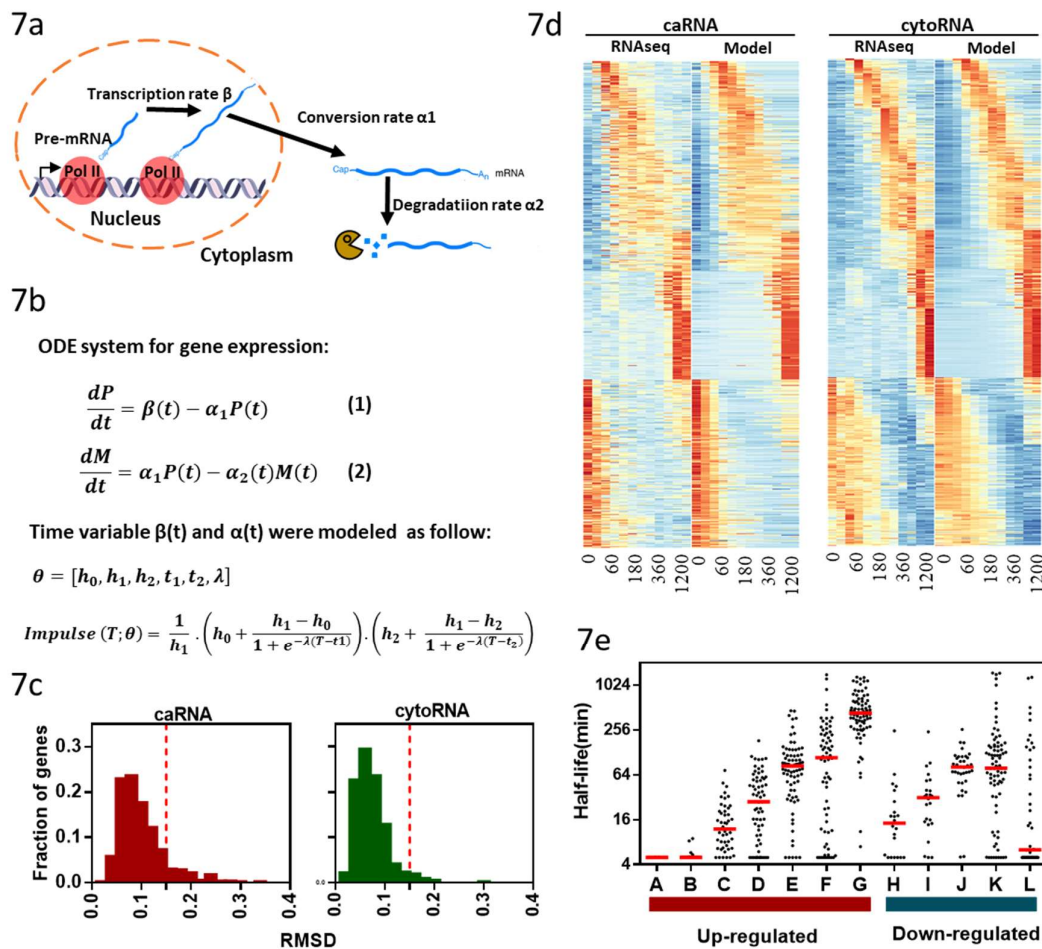 7a
Transcription rate β
Pre-mRNA
Cap
Cap
Pol II
Pol II
Nucleus
Cytoplasm
Conversion rate α1
Cap
An mRNA
Degradatiion rate α2
7b
ODE system for gene expression:
dP/dt = β(t) − α₁P(t) (1)
dM/dt = α₁P(t) − α₂(t)M(t) (2)
Time variable β(t) and α(t) were modeled as follow:
θ = [h₀, h₁, h₂, t₁, t₂, λ]
Impulse (T; θ) = 1/h₁ . (h₀ + (h₁ − h₀)/(1 + e^−λ(T−t1))) . (h₂ + (h₁ − h₂)/(1 + e^−λ(T−t₂)))
7c
caRNA
cytoRNA
Fraction of genes
0.3
0.2
0.1
0.0
0.0
0.0 0.1 0.2 0.3 0.4
0.0 0.1 0.2 0.3 0.4
RMSD
7d
caRNA
RNAseq Model
cytoRNA
RNAseq Model
0 60 180 360 1200 0 60 180 360 1200
0 60 180 360 1200 0 60 180 360 1200
7e
Half-life(min)
1024
256
64
16
4
A B C D E F G H I J K L
Up-regulated
Down-regulated